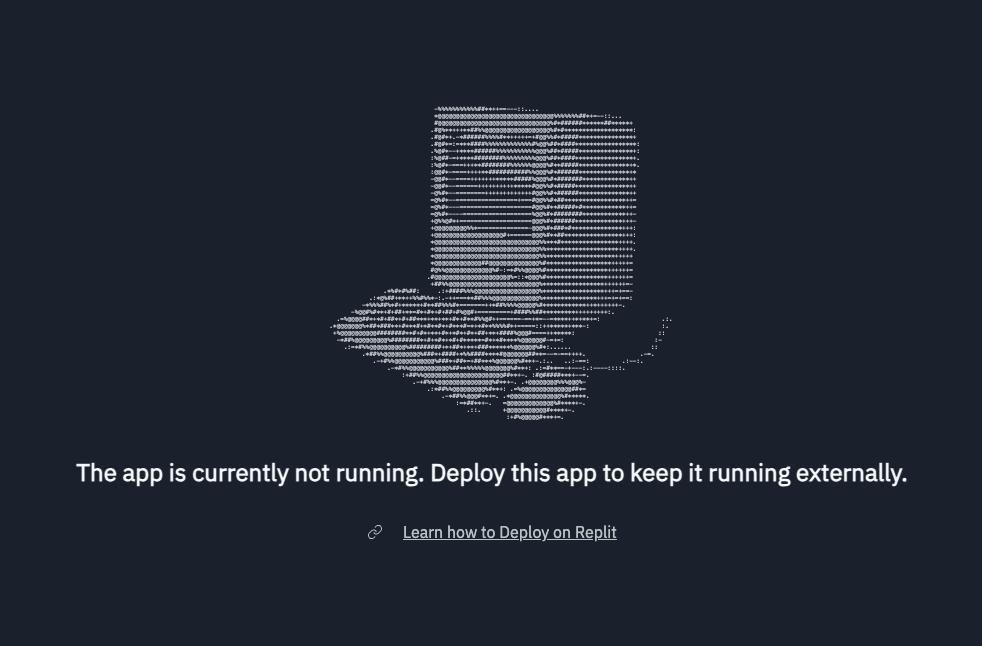 The app is currently not running. Deploy this app to keep it running externally.
Learn how to Deploy on Replit